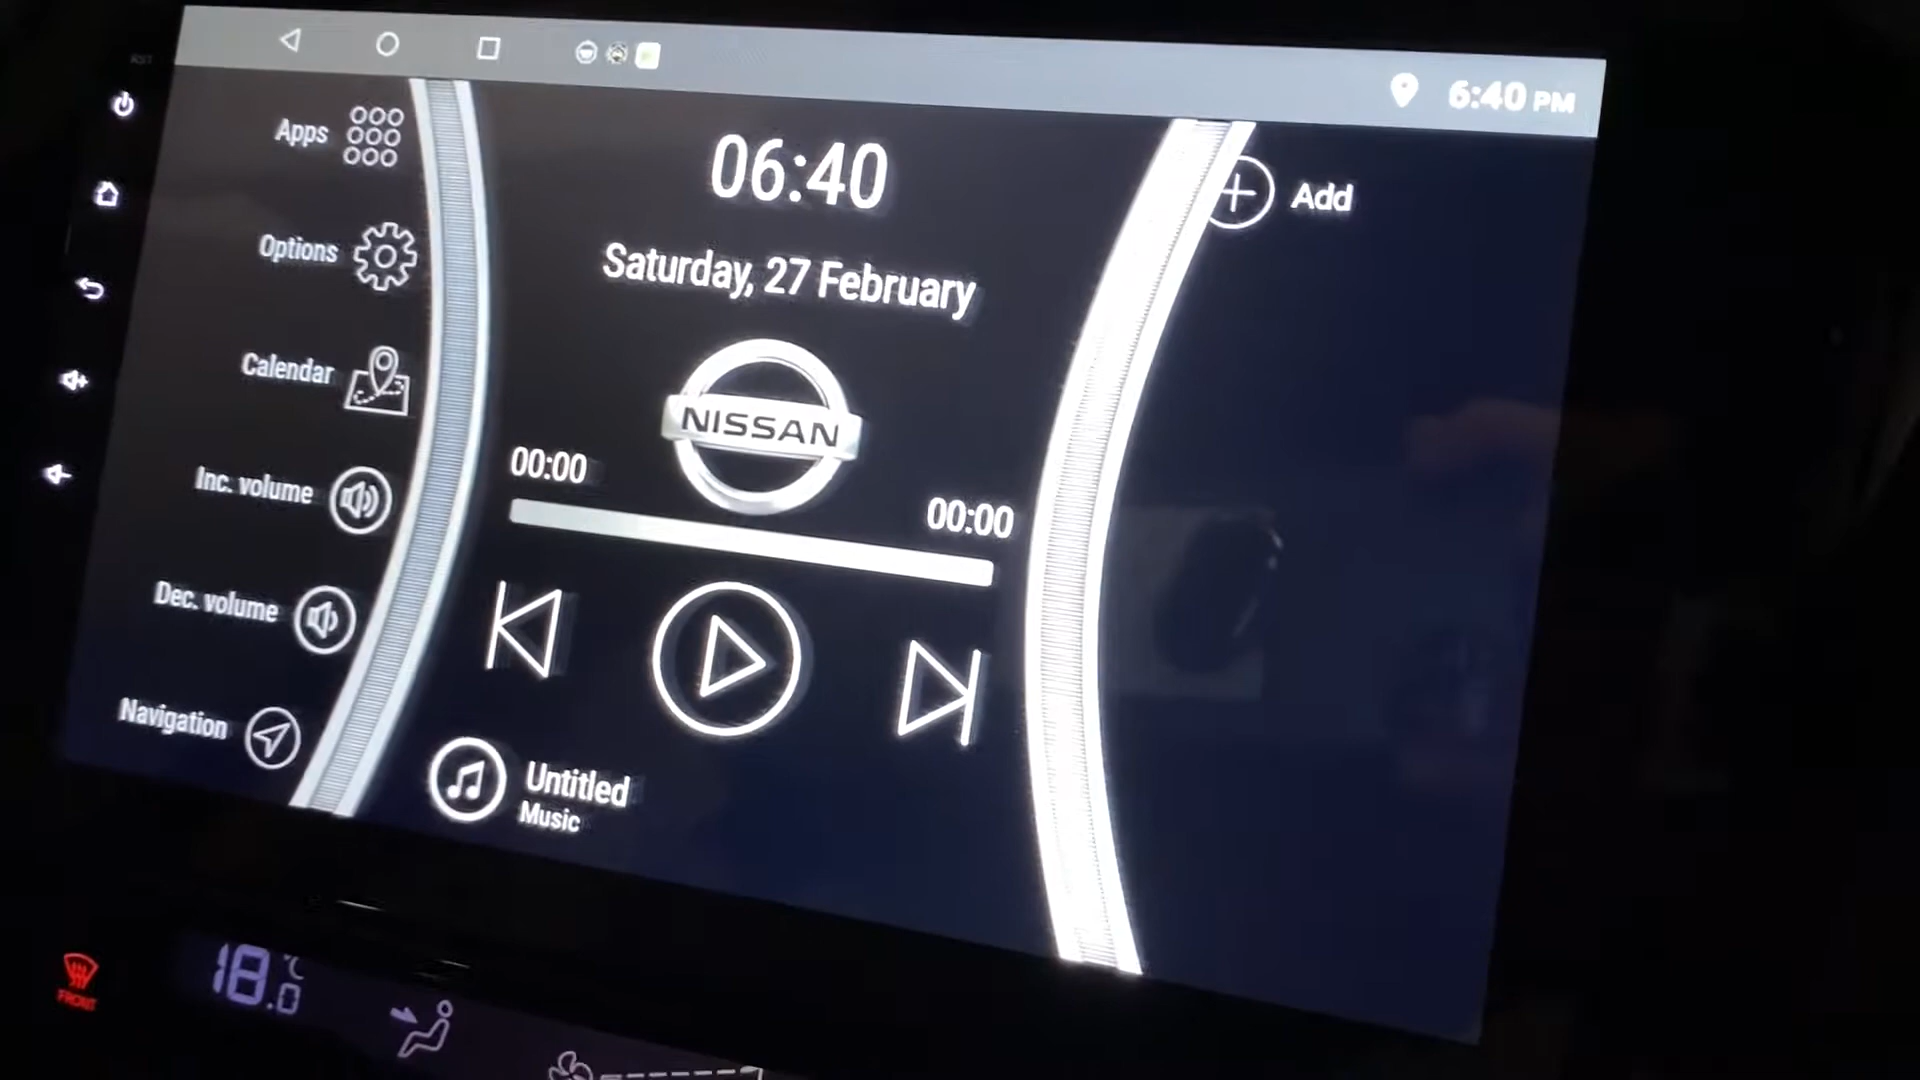 RST
6:40 PM
Apps
Options
Calendar
Inc. volume
Dec. volume
Navigation
06:40
Saturday, 27 February
NISSAN
00:00
00:00
Untitled
Music
Add
FRONT
18.0°C